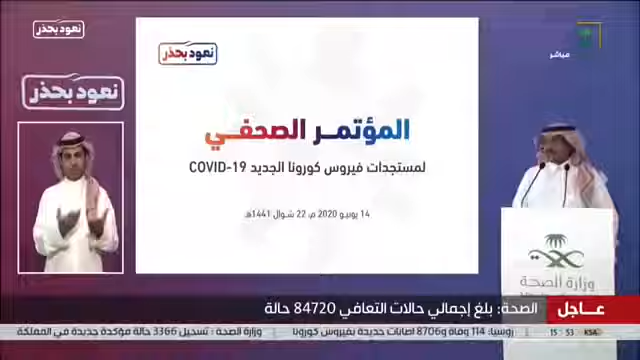 نعود بحذر
مباشر
نعود بحذر
نعود بحذر
المؤتمر الصحفي
لمستجدات فيروس كورونا الجديد COVID-19
14 يونيو 2020 م، 22 شوال 1441هـ
وزارة الصحة
عاجل
الصحة: بلغ إجمالي حالات التعافي 84720 حالة
KSA 15:53
روسيا: 114 وفاة و8706 اصابات جديدة بفيروس كورونا
وزارة الصحة : تسجيل 3366 حالة مؤكدة جديدة في المملكة